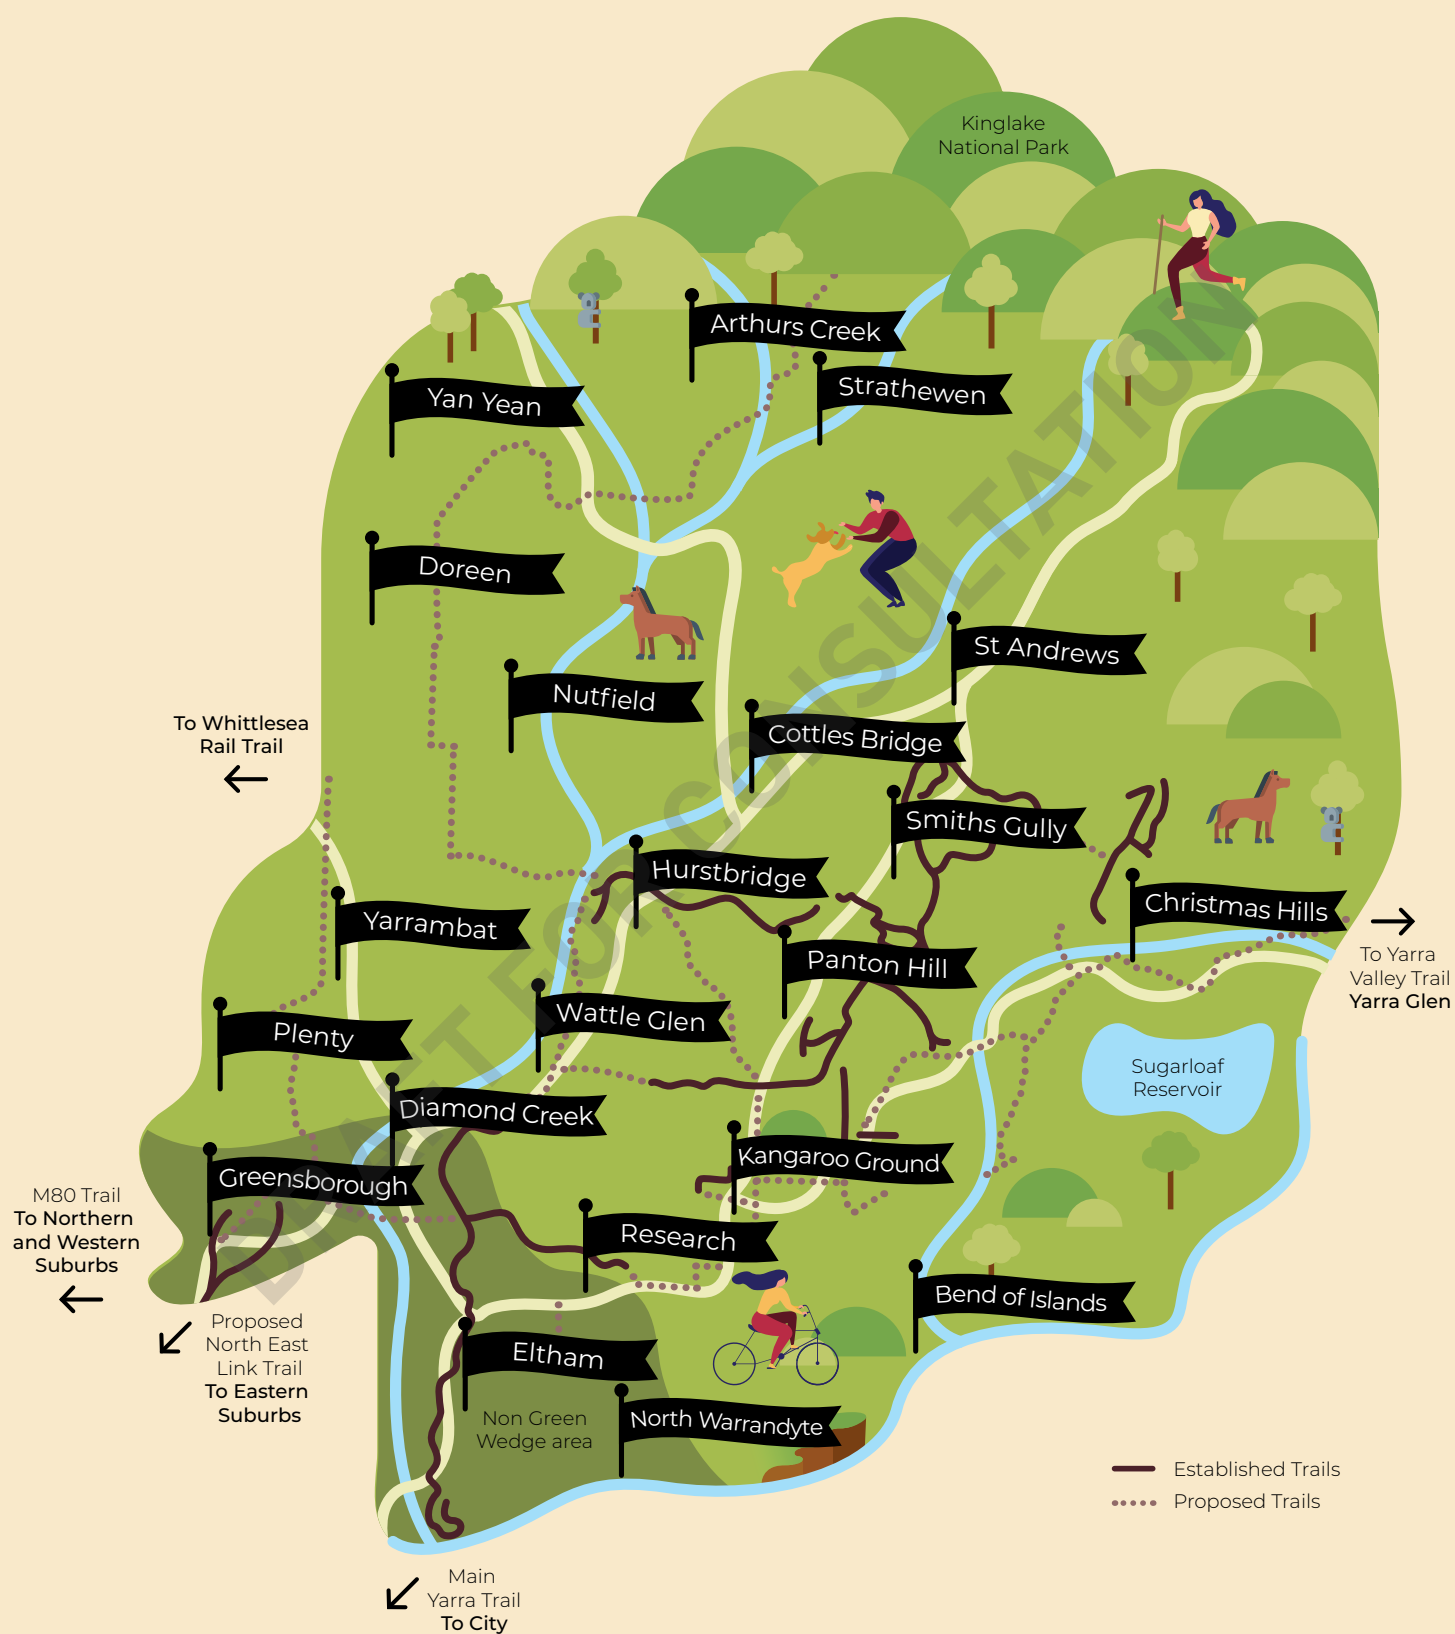 Kinglake
National Park
Arthurs Creek
Strathewen
Yan Yean
Doreen
St Andrews
Nutfield
To Whittlesea
Rail Trail
Cottles Bridge
Smiths Gully
Hurstbridge
Christmas Hills
Yarrambat
To Yarra
Valley Trail
Yarra Glen
Panton Hill
Wattle Glen
Plenty
Sugarloaf
Reservoir
Diamond Creek
Kangaroo Ground
Greensborough
M80 Trail
To Northern
and Western
Suburbs
Research
Bend of Islands
Proposed
North East
Link Trail
To Eastern
Suburbs
Eltham
Non Green
Wedge area
North Warrandyte
Established Trails
Proposed Trails
Main
Yarra Trail
To City
DRAFT FOR CONSULTATION